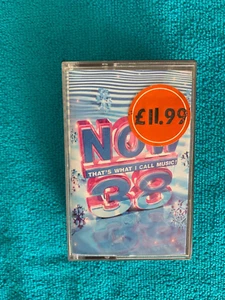 £11.99
NOW
THAT'S WHAT I CALL MUSIC!
38